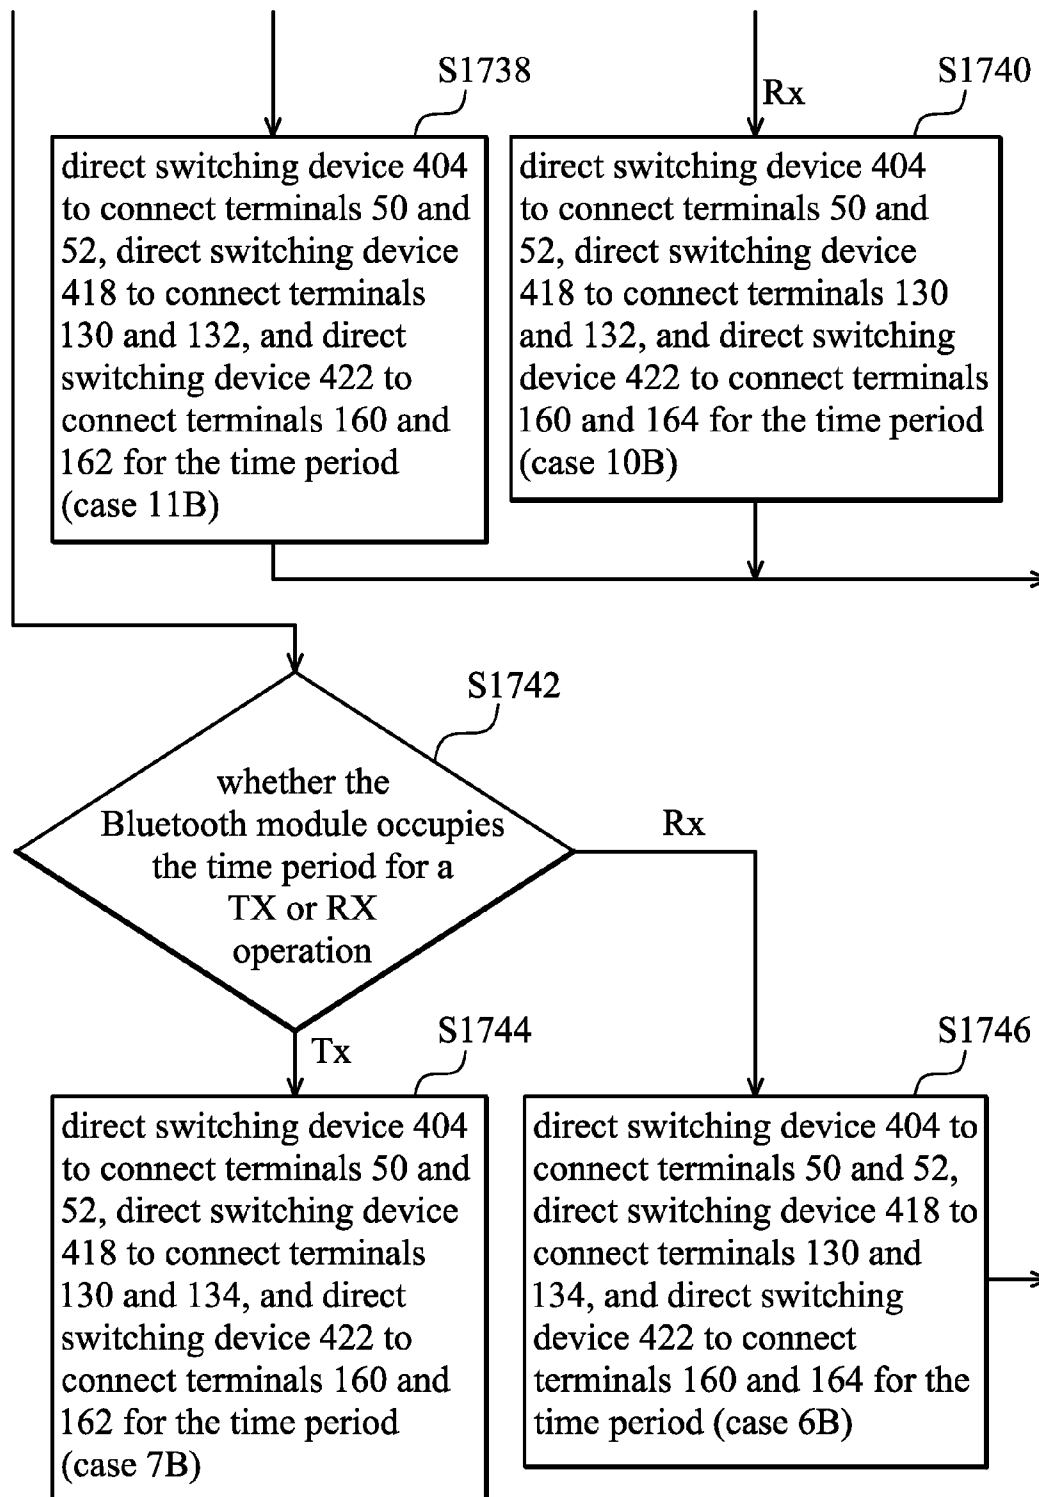 S1738
direct switching device 404
to connect terminals 50 and
52, direct switching device
418 to connect terminals
130 and 132, and direct
switching device 422 to
connect terminals 160 and
162 for the time period
(case 11B)
Rx
S1740
direct switching device 404
to connect terminals 50 and
52, direct switching device
418 to connect terminals 130
and 132, and direct switching
device 422 to connect terminals
160 and 164 for the time period
(case 10B)
S1742
whether the
Bluetooth module occupies
the time period for a
TX or RX
operation
Rx
Tx
S1744
direct switching device 404
to connect terminals 50 and
52, direct switching device
418 to connect terminals
130 and 134, and direct
switching device 422 to
connect terminals 160 and
162 for the time period
(case 7B)
S1746
direct switching device 404 to
connect terminals 50 and 52,
direct switching device 418 to
connect terminals 130 and
134, and direct switching
device 422 to connect
terminals 160 and 164 for the
time period (case 6B)